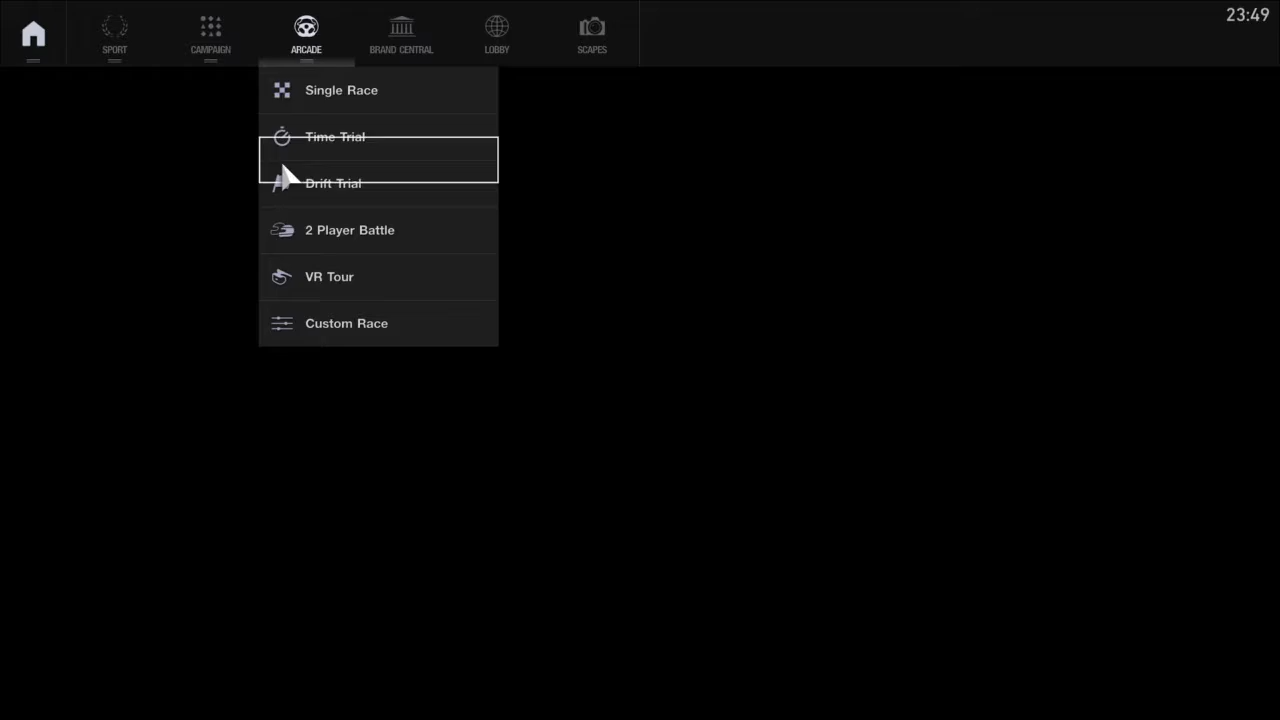 23:49
SPORT
CAMPAIGN
ARCADE
BRAND CENTRAL
LOBBY
SCAPES
Single Race
Time Trial
Drift Trial
2 Player Battle
VR Tour
Custom Race